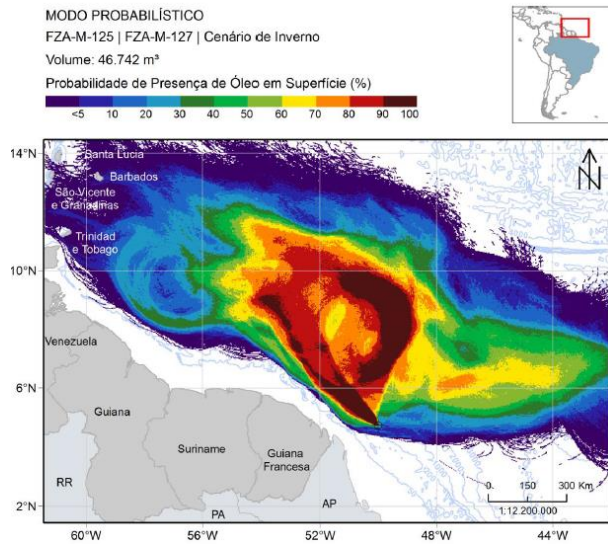 MODO PROBABILÍSTICO
FZA-M-125 | FZA-M-127 | Cenário de Inverno
Volume: 46.742 m³
Probabilidade de Presença de Óleo em Superfície (%)
<5 10 20 30 40 50 60 70 80 90 100
14°N
Santa Lucia
Barbados
São Vicente
e Granadinas
Trinidad
e Tobago
N
10°N
Venezuela
6°N
Guiana
Suriname
Guiana
Francesa
RR
PA
AP
2°N
0. 150 300 Km
1:12.200.000
60°W 56°W 52°W 48°W 44°W